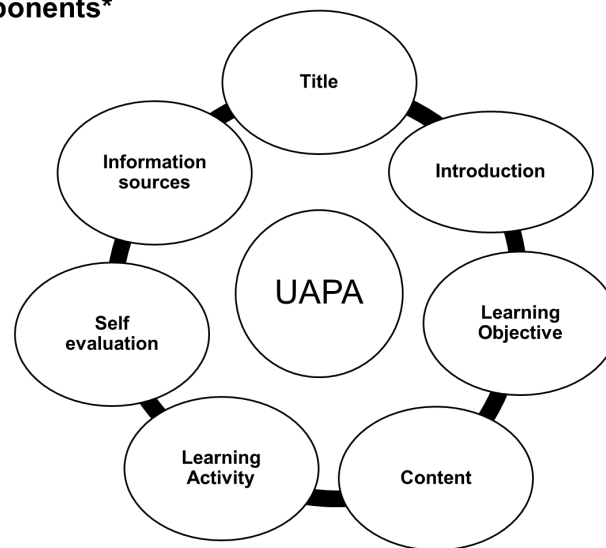 ponents*
Title
Introduction
Information
sources
UAPA
Learning
Objective
Self
evaluation
Learning
Activity
Content